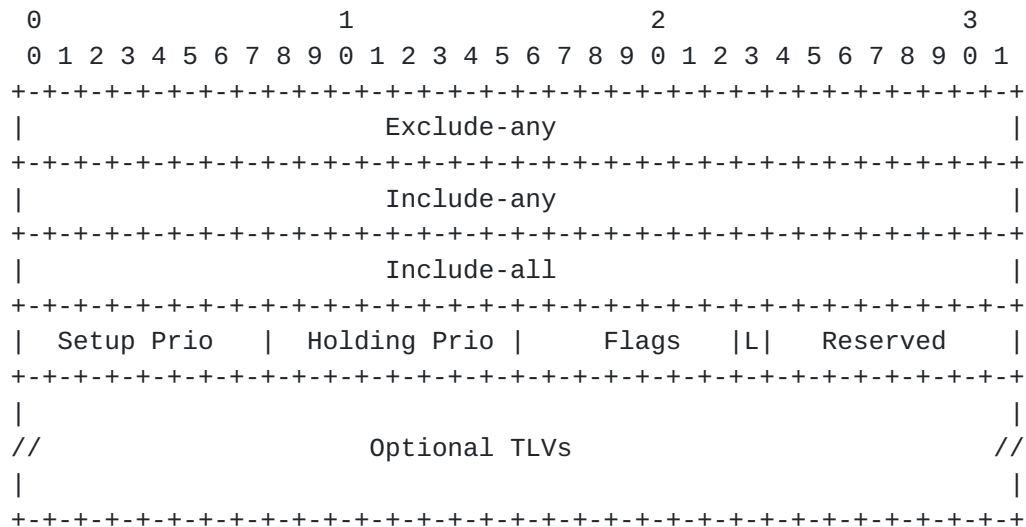 0                   1                   2                   3
 0 1 2 3 4 5 6 7 8 9 0 1 2 3 4 5 6 7 8 9 0 1 2 3 4 5 6 7 8 9 0 1
+-+-+-+-+-+-+-+-+-+-+-+-+-+-+-+-+-+-+-+-+-+-+-+-+-+-+-+-+-+-+-+-+
|                       Exclude-any                             |
+-+-+-+-+-+-+-+-+-+-+-+-+-+-+-+-+-+-+-+-+-+-+-+-+-+-+-+-+-+-+-+-+
|                       Include-any                             |
+-+-+-+-+-+-+-+-+-+-+-+-+-+-+-+-+-+-+-+-+-+-+-+-+-+-+-+-+-+-+-+-+
|                       Include-all                             |
+-+-+-+-+-+-+-+-+-+-+-+-+-+-+-+-+-+-+-+-+-+-+-+-+-+-+-+-+-+-+-+-+
|  Setup Prio   |  Holding Prio |     Flags   |L|   Reserved    |
+-+-+-+-+-+-+-+-+-+-+-+-+-+-+-+-+-+-+-+-+-+-+-+-+-+-+-+-+-+-+-+-+
|                                                               |
//                     Optional TLVs                           //
|                                                               |
+-+-+-+-+-+-+-+-+-+-+-+-+-+-+-+-+-+-+-+-+-+-+-+-+-+-+-+-+-+-+-+-+